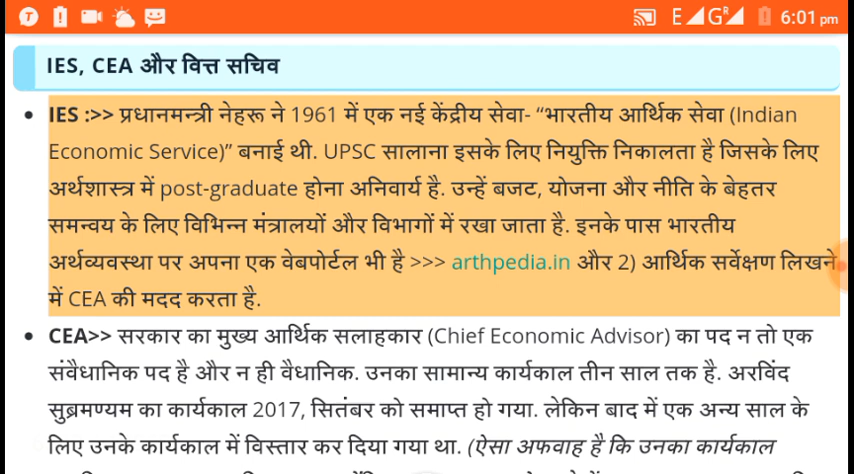 E G R 6:01 pm
IES, CEA और वित्त सचिव
• IES :>> प्रधानमन्त्री नेहरू ने 1961 में एक नई केंद्रीय सेवा- “भारतीय आर्थिक सेवा (Indian
Economic Service)” बनाई थी. UPSC सालाना इसके लिए नियुक्ति निकालता है जिसके लिए
अर्थशास्त्र में post-graduate होना अनिवार्य है. उन्हें बजट, योजना और नीति के बेहतर
समन्वय के लिए विभिन्न मंत्रालयों और विभागों में रखा जाता है. इनके पास भारतीय
अर्थव्यवस्था पर अपना एक वेबपोर्टल भी है >>> arthpedia.in और 2) आर्थिक सर्वेक्षण लिखने
में CEA की मदद करता है.
• CEA>> सरकार का मुख्य आर्थिक सलाहकार (Chief Economic Advisor) का पद न तो एक
संवैधानिक पद है और न ही वैधानिक. उनका सामान्य कार्यकाल तीन साल तक है. अरविंद
सुब्रमण्यम का कार्यकाल 2017, सितंबर को समाप्त हो गया. लेकिन बाद में एक अन्य साल के
लिए उनके कार्यकाल में विस्तार कर दिया गया था. (ऐसा अफवाह है कि उनका कार्यकाल